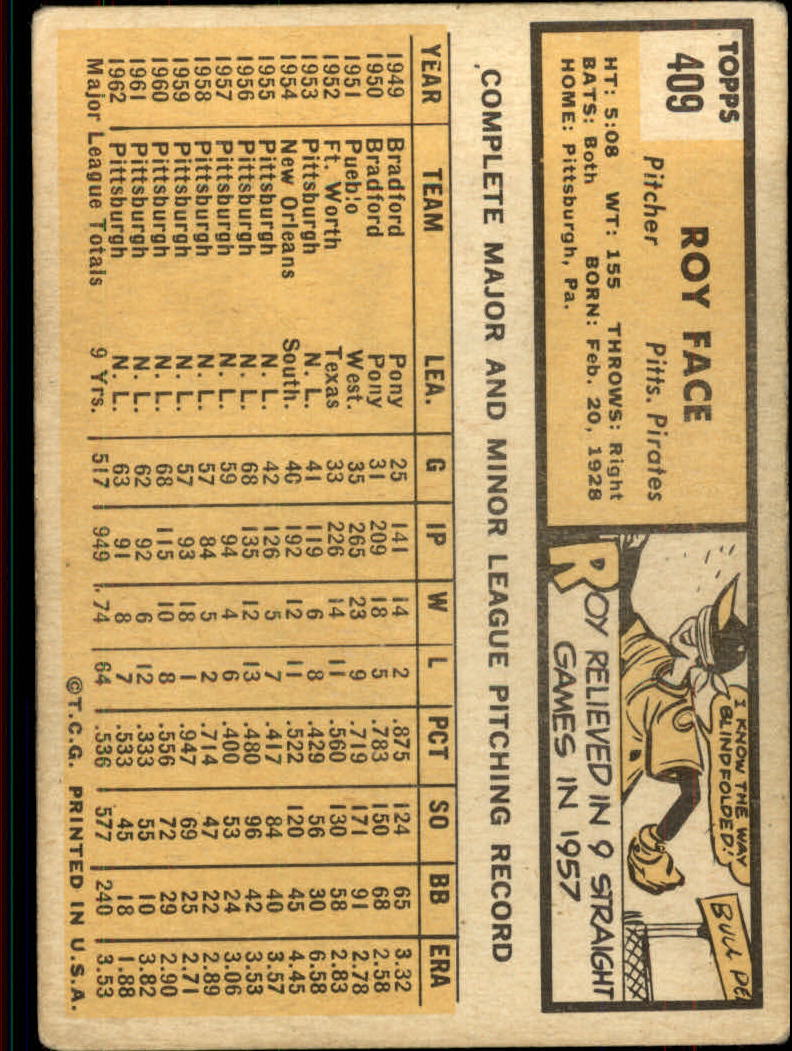 TOPPS
409
ROY FACE
Pitcher Pitts. Pirates
HT: 5:08 WT: 155 THROWS: Right
BATS: Both BORN: Feb. 20, 1928
HOME: Pittsburgh, Pa.
I KNOW THE WAY
BLINDFOLDED!
BULL PE
ROY RELIEVED IN 9 STRAIGHT
GAMES IN 1957
COMPLETE MAJOR AND MINOR LEAGUE PITCHING RECORD
YEAR TEAM LEA. G IP W L PCT SO BB ERA
1949 Bradford Pony 25 141 14 2 .875 124 65 3.32
1950 Bradford Pony 31 209 18 5 .783 150 68 2.58
1951 Pueblo West. 35 265 23 9 .719 171 91 2.78
1952 Ft. Worth Texas 33 226 14 11 .560 130 58 2.83
1953 Pittsburgh N. L. 41 119 6 8 .429 56 30 6.58
1954 New Orleans South. 40 192 12 11 .522 120 45 4.45
1955 Pittsburgh N. L. 42 126 5 7 .417 84 40 3.57
1956 Pittsburgh N. L. 68 135 12 13 .480 96 42 3.53
1957 Pittsburgh N. L. 59 94 4 6 .400 53 24 3.06
1958 Pittsburgh N. L. 57 84 5 2 .714 47 22 2.89
1959 Pittsburgh N. L. 57 93 18 1 .947 69 25 2.71
1960 Pittsburgh N. L. 68 115 10 8 .556 72 29 2.90
1961 Pittsburgh N. L. 62 92 6 12 .333 55 10 3.82
1962 Pittsburgh N. L. 63 91 8 7 .533 45 18 1.88
Major League Totals 9 Yrs. 517 949 74 64 .536 577 240 3.53
©T.C.G. PRINTED IN U.S.A.